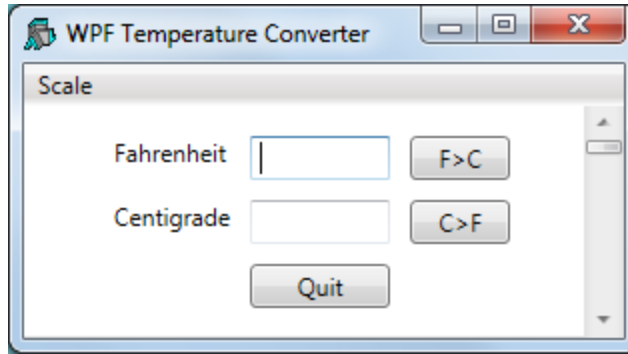 WPF Temperature Converter
Scale
Fahrenheit F>C
Centigrade C>F
Quit